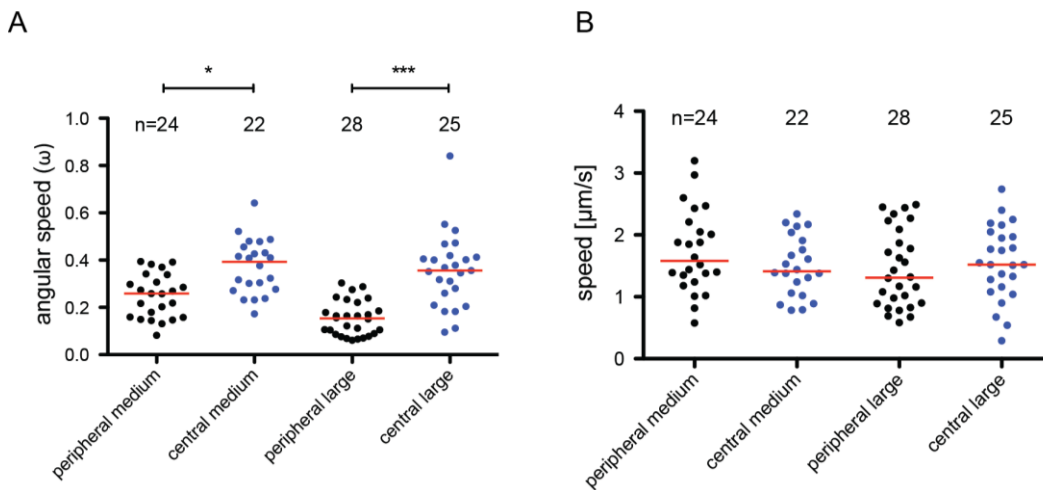 A
* ***
1.0
0.8
0.6
0.4
0.2
0.0
angular speed (ω)
n=24 22 28 25
peripheral medium
central medium
peripheral large
central large
B
4
3
2
1
0
speed [µm/s]
n=24 22 28 25
peripheral medium
central medium
peripheral large
central large